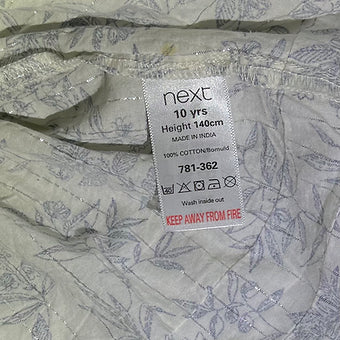 next
10 yrs
Height 140cm
MADE IN INDIA
100% COTTON/Bomuld
781-362
Wash inside out
KEEP AWAY FROM FIRE